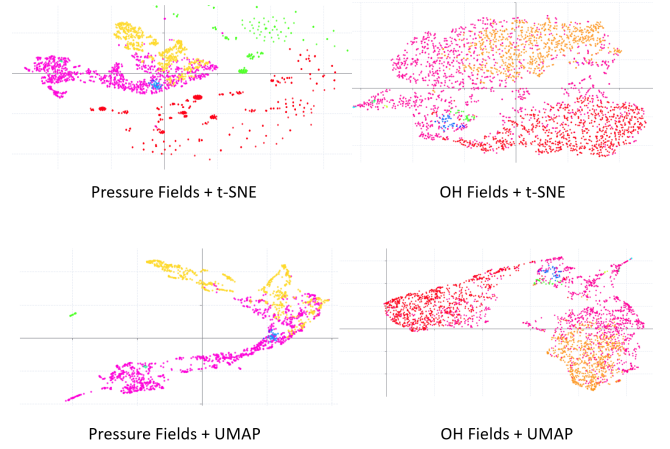 Pressure Fields + t-SNE
OH Fields + t-SNE
Pressure Fields + UMAP
OH Fields + UMAP